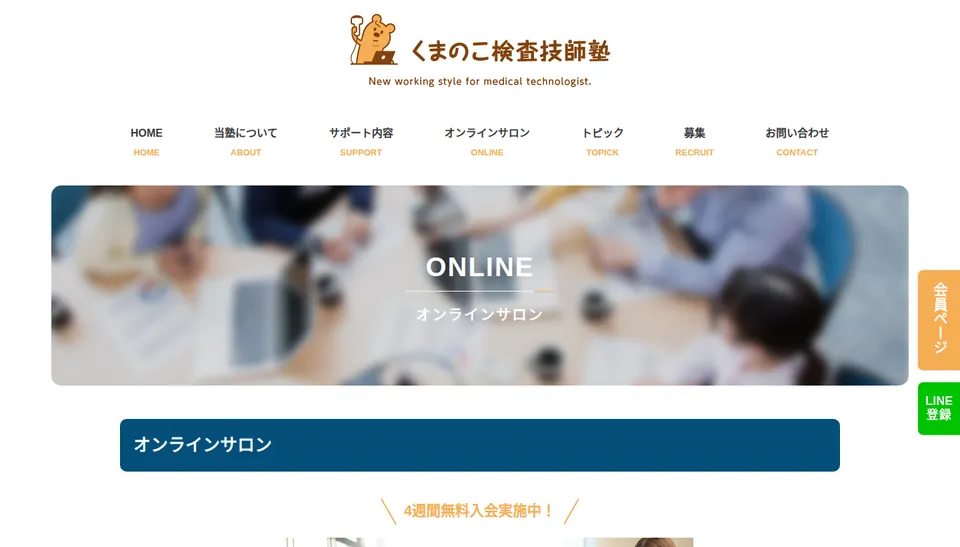 くまのこ検査技師塾
New working style for medical technologist.
HOME
HOME
当塾について
ABOUT
サポート内容
SUPPORT
オンラインサロン
ONLINE
トピック
TOPICK
募集
RECRUIT
お問い合わせ
CONTACT
ONLINE
オンラインサロン
会員ページ
LINE
登録
オンラインサロン
4週間無料入会実施中！